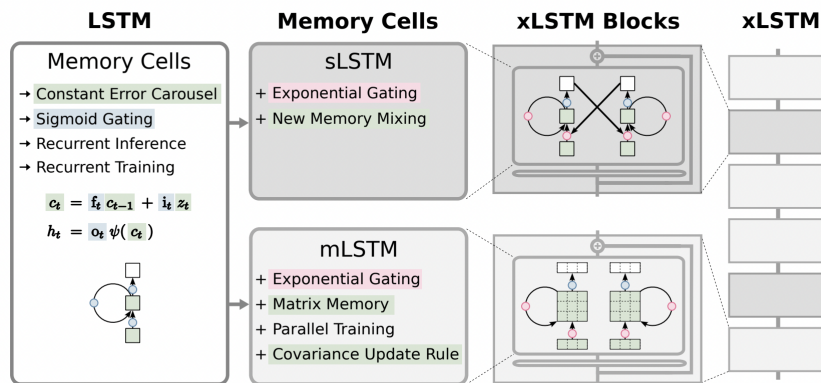 LSTM
Memory Cells
→ Constant Error Carousel
→ Sigmoid Gating
→ Recurrent Inference
→ Recurrent Training
c_t = f_t c_{t−1} + i_t z_t
h_t = o_t ψ( c_t )
Memory Cells
sLSTM
+ Exponential Gating
+ New Memory Mixing
mLSTM
+ Exponential Gating
+ Matrix Memory
+ Parallel Training
+ Covariance Update Rule
xLSTM Blocks
xLSTM